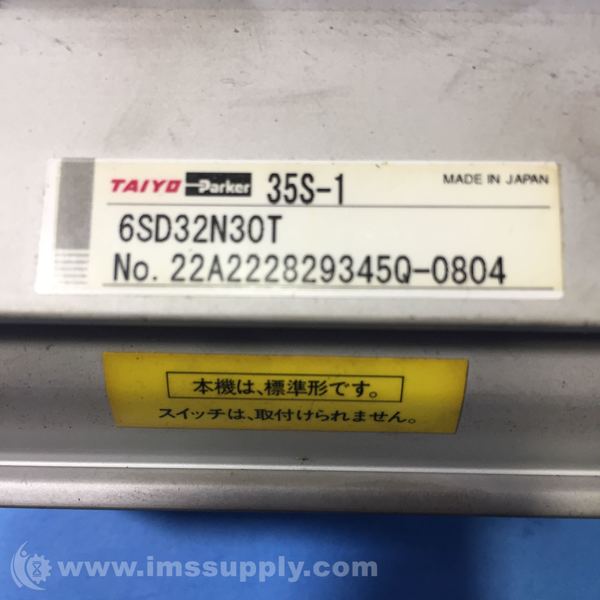 TAIYO Parker 35S-1 MADE IN JAPAN
6SD32N30T
No. 22A222829345Q-0804
本機は、標準形です。
スイッチは、取付けられません。
www.imssupply.com